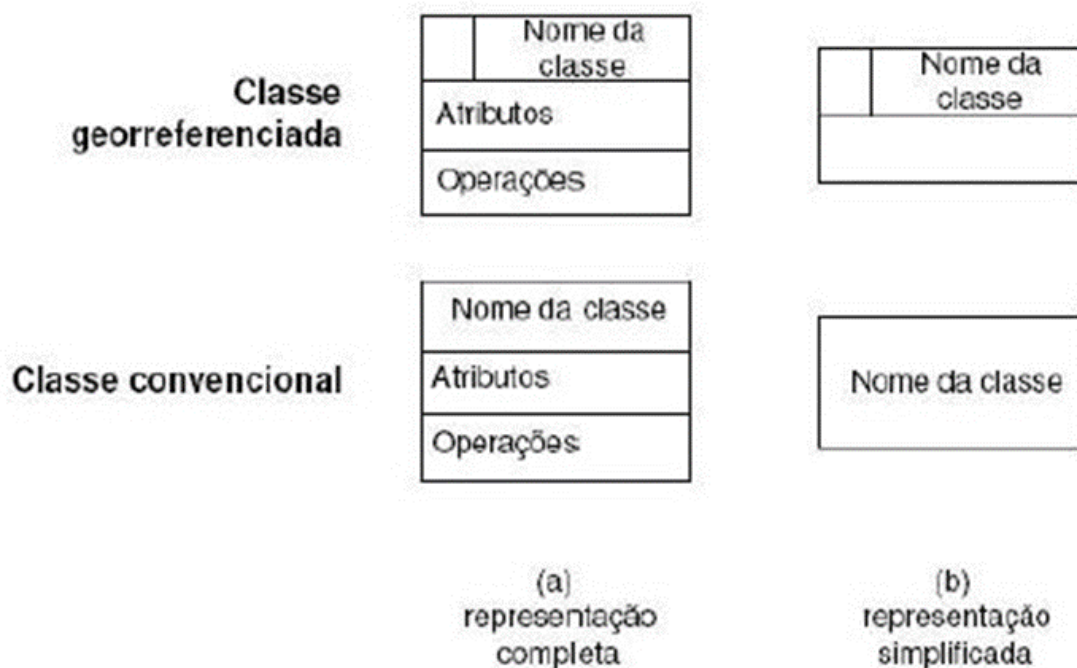 Classe
georreferenciada
Nome da
classe
Atributos
Operações
Nome da
classe
Classe convencional
Nome da classe
Atributos
Operações
Nome da classe
(a)
representação
completa
(b)
representação
simplificada